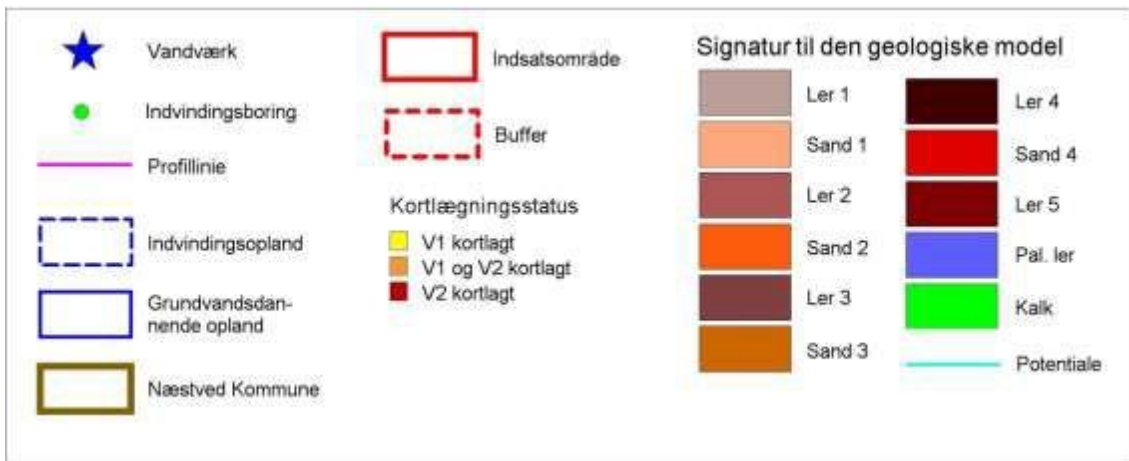 Vandværk
Indvindingsboring
Profillinie
Indvindingsopland
Grundvandsdan-
nende opland
Næstved Kommune
Indsatsområde
Buffer
Kortlægningsstatus
V1 kortlagt
V1 og V2 kortlagt
V2 kortlagt
Signatur til den geologiske model
Ler 1
Sand 1
Ler 2
Sand 2
Ler 3
Sand 3
Ler 4
Sand 4
Ler 5
Pal. ler
Kalk
Potentiale